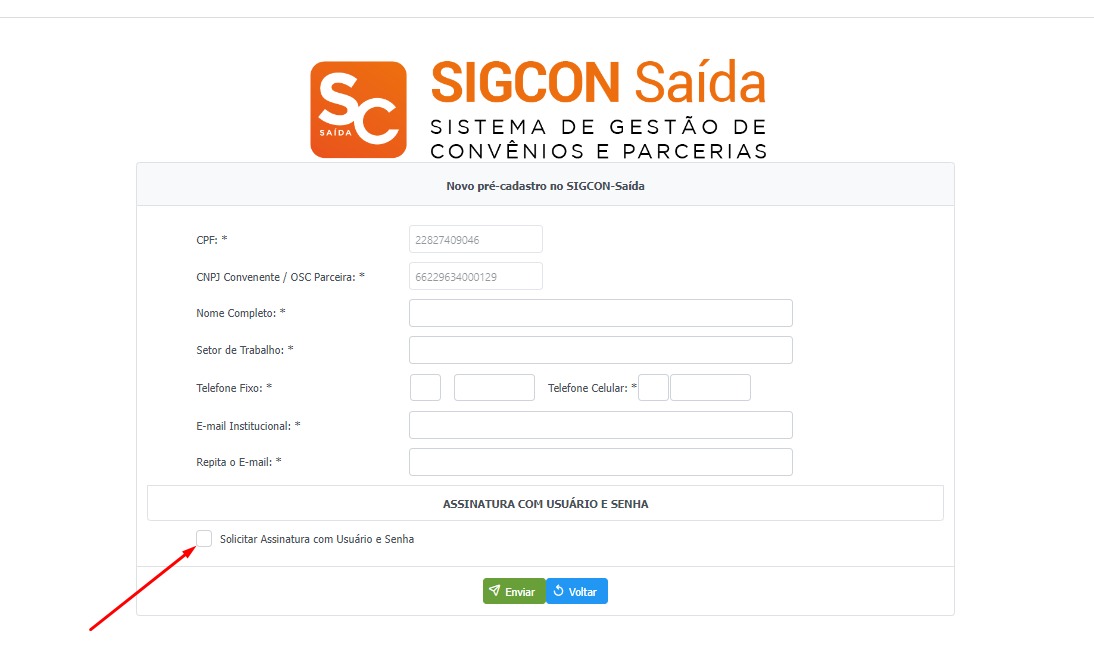 SC
SAÍDA
SIGCON Saída
SISTEMA DE GESTÃO DE
CONVÊNIOS E PARCERIAS
Novo pré-cadastro no SIGCON-Saída
CPF: * 22827409046
CNPJ Convenente / OSC Parceira: * 66229634000129
Nome Completo: *
Setor de Trabalho: *
Telefone Fixo: * Telefone Celular: *
E-mail Institucional: *
Repita o E-mail: *
ASSINATURA COM USUÁRIO E SENHA
Solicitar Assinatura com Usuário e Senha
Enviar Voltar